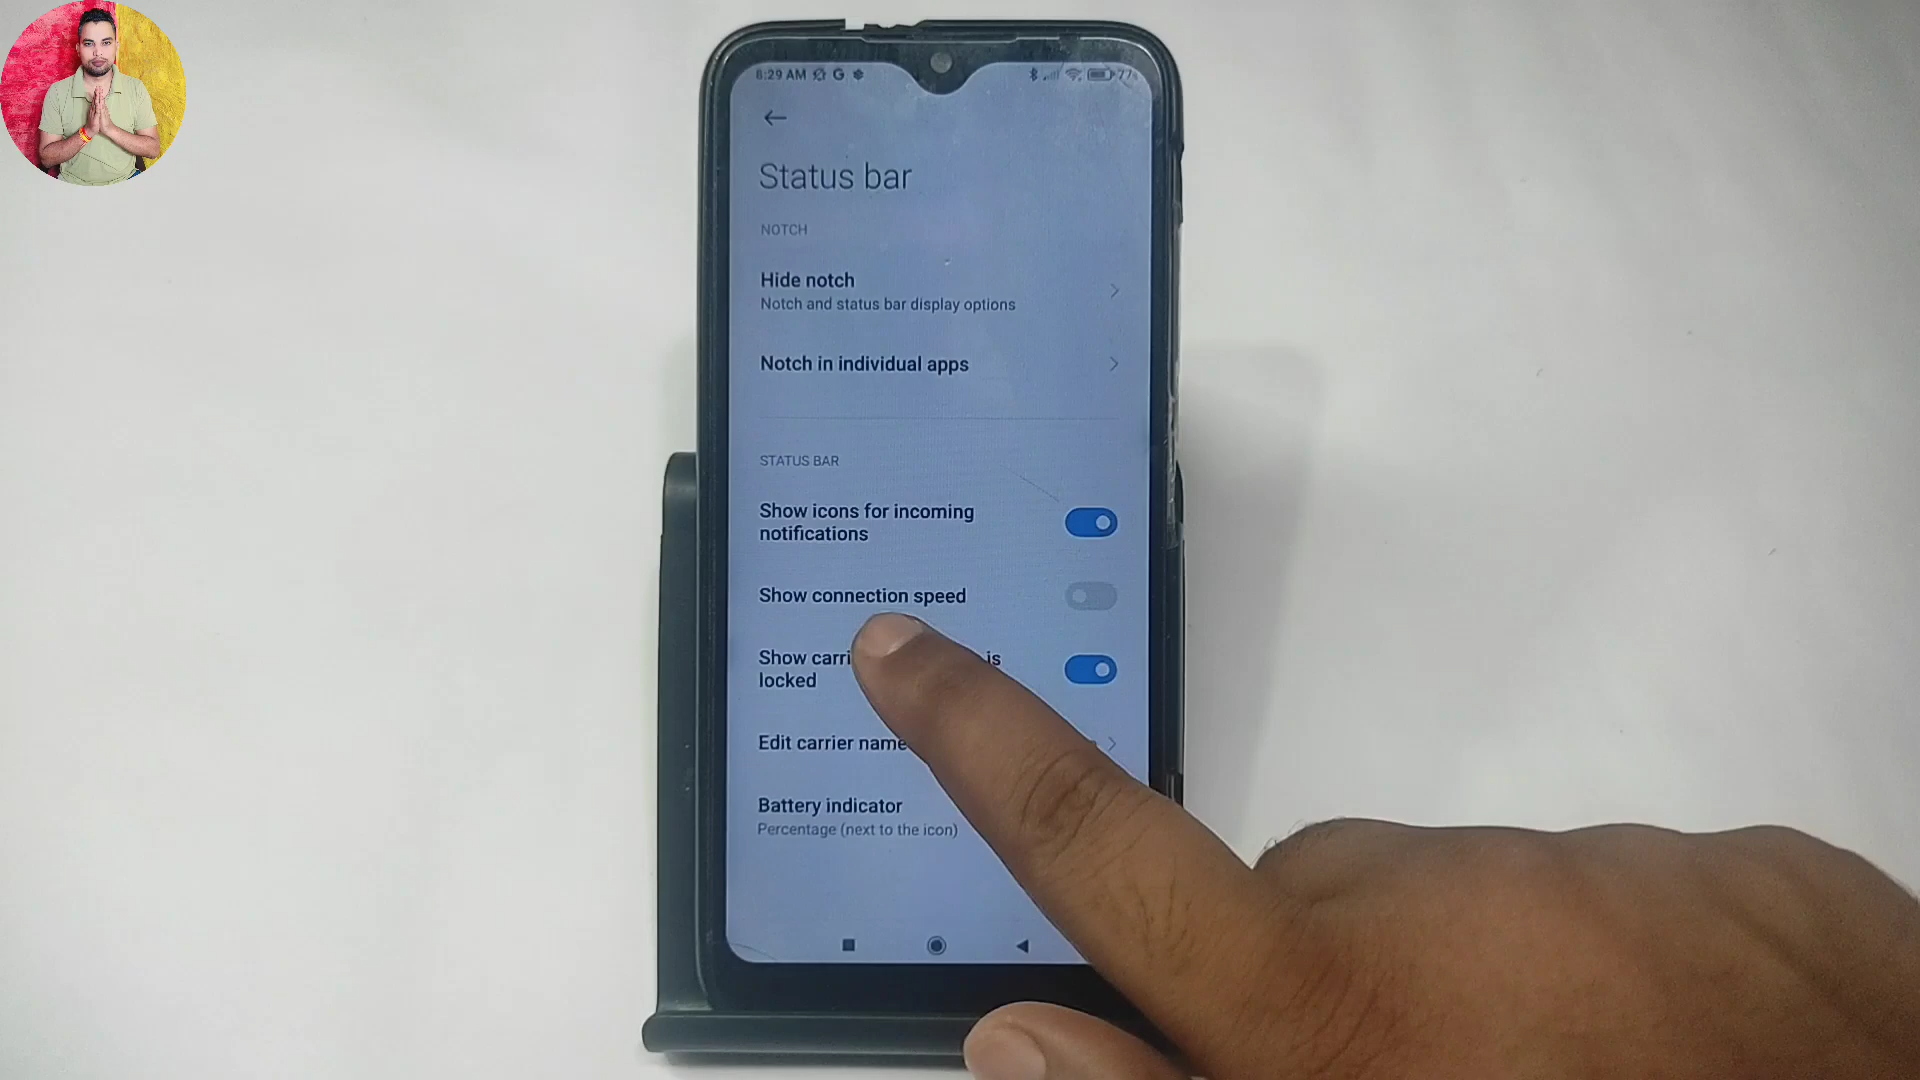 8:29 AM G 77
Status bar
NOTCH
Hide notch
Notch and status bar display options
Notch in individual apps
STATUS BAR
Show icons for incoming
notifications
Show connection speed
Show is
locked
Edit carrier name
Battery indicator
Percentage (next to the icon)